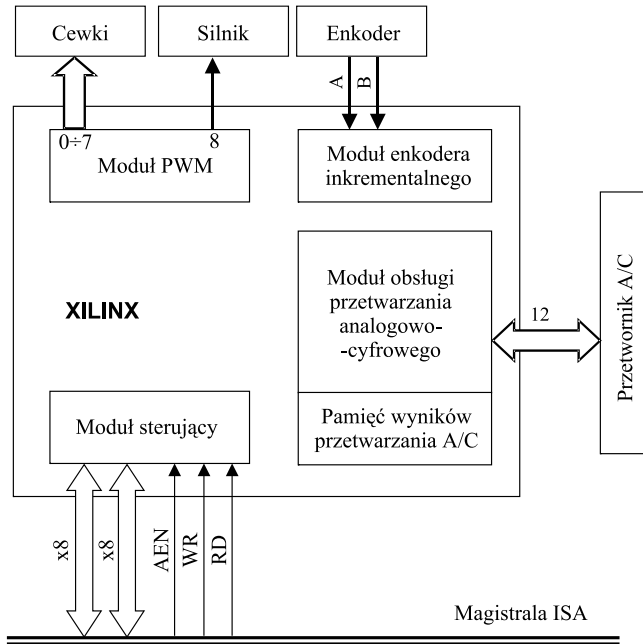 Cewki
Silnik
Enkoder
A
B
0÷7
8
Moduł PWM
Moduł enkodera
inkrementalnego
XILINX
Moduł obsługi
przetwarzania
analogowo-
-cyfrowego
12
Przetwornik A/C
Moduł sterujący
Pamięć wyników
przetwarzania A/C
x8
x8
AEN
WR
RD
Magistrala ISA